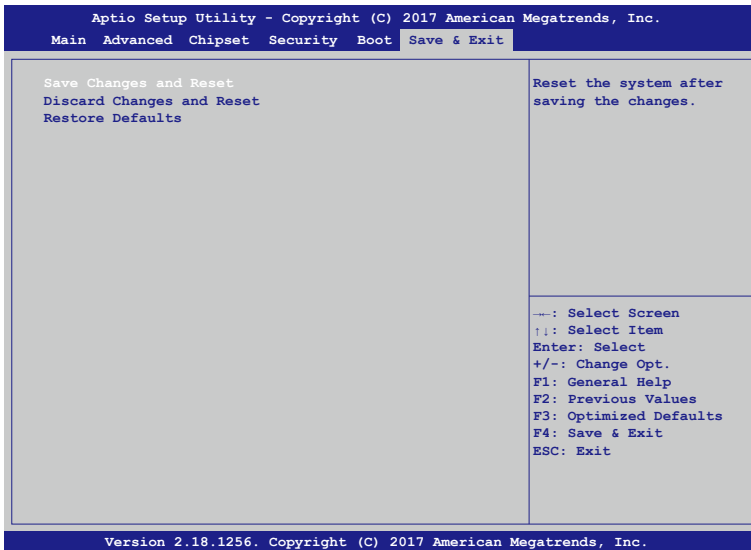 Aptio Setup Utility - Copyright (C) 2017 American Megatrends, Inc.
Main Advanced Chipset Security Boot Save & Exit
Save Changes and Reset
Discard Changes and Reset
Restore Defaults
Reset the system after
saving the changes.
→←: Select Screen
↑↓: Select Item
Enter: Select
+/-: Change Opt.
F1: General Help
F2: Previous Values
F3: Optimized Defaults
F4: Save & Exit
ESC: Exit
Version 2.18.1256. Copyright (C) 2017 American Megatrends, Inc.